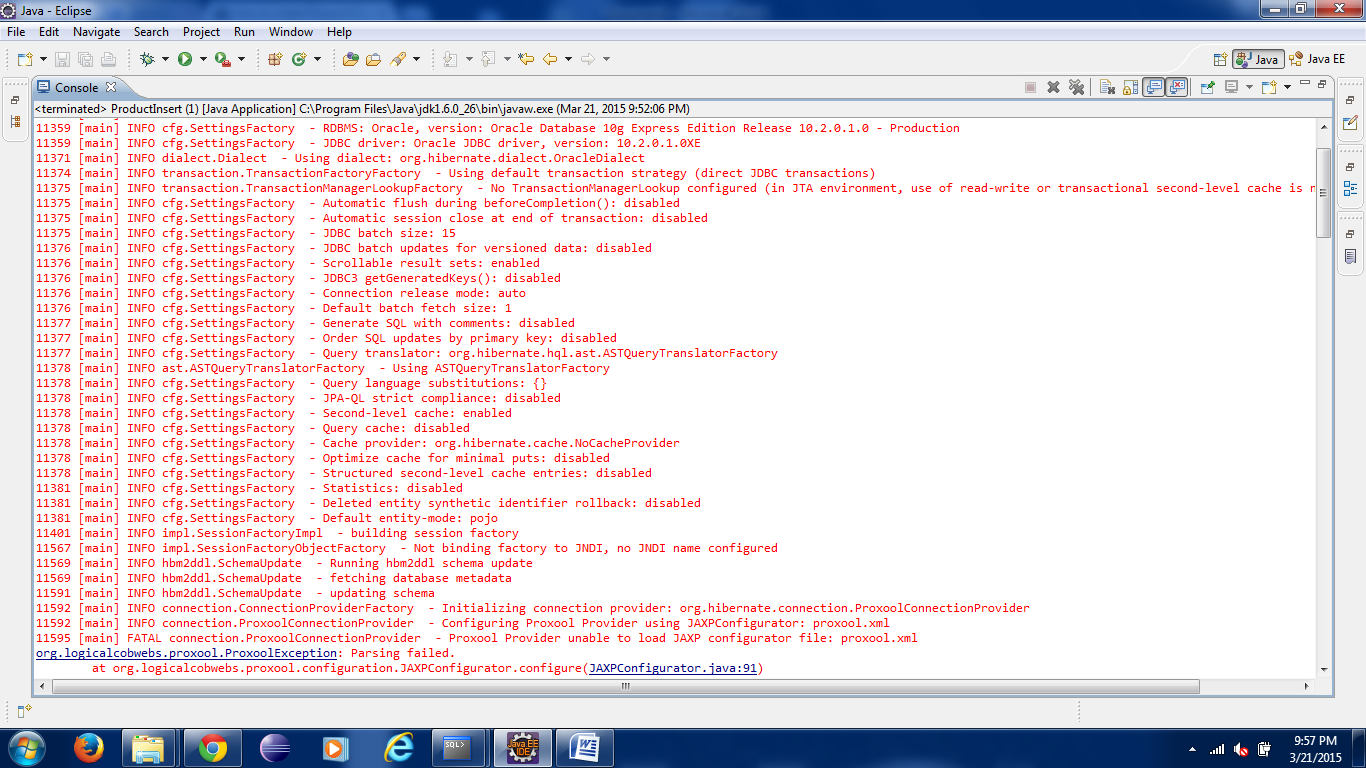 Java - Eclipse
File Edit Navigate Search Project Run Window Help
Java Java EE
Console
<terminated> ProductInsert (1) [Java Application] C:\Program Files\Java\jdk1.6.0_26\bin\javaw.exe (Mar 21, 2015 9:52:06 PM)
11359 [main] INFO cfg.SettingsFactory - RDBMS: Oracle, version: Oracle Database 10g Express Edition Release 10.2.0.1.0 - Production
11359 [main] INFO cfg.SettingsFactory - JDBC driver: Oracle JDBC driver, version: 10.2.0.1.0XE
11371 [main] INFO dialect.Dialect - Using dialect: org.hibernate.dialect.OracleDialect
11374 [main] INFO transaction.TransactionFactoryFactory - Using default transaction strategy (direct JDBC transactions)
11375 [main] INFO transaction.TransactionManagerLookupFactory - No TransactionManagerLookup configured (in JTA environment, use of read-write or transactional second-level cache is n
11375 [main] INFO cfg.SettingsFactory - Automatic flush during beforeCompletion(): disabled
11375 [main] INFO cfg.SettingsFactory - Automatic session close at end of transaction: disabled
11375 [main] INFO cfg.SettingsFactory - JDBC batch size: 15
11376 [main] INFO cfg.SettingsFactory - JDBC batch updates for versioned data: disabled
11376 [main] INFO cfg.SettingsFactory - Scrollable result sets: enabled
11376 [main] INFO cfg.SettingsFactory - JDBC3 getGeneratedKeys(): disabled
11376 [main] INFO cfg.SettingsFactory - Connection release mode: auto
11376 [main] INFO cfg.SettingsFactory - Default batch fetch size: 1
11377 [main] INFO cfg.SettingsFactory - Generate SQL with comments: disabled
11377 [main] INFO cfg.SettingsFactory - Order SQL updates by primary key: disabled
11377 [main] INFO cfg.SettingsFactory - Query translator: org.hibernate.hql.ast.ASTQueryTranslatorFactory
11378 [main] INFO ast.ASTQueryTranslatorFactory - Using ASTQueryTranslatorFactory
11378 [main] INFO cfg.SettingsFactory - Query language substitutions: {}
11378 [main] INFO cfg.SettingsFactory - JPA-QL strict compliance: disabled
11378 [main] INFO cfg.SettingsFactory - Second-level cache: enabled
11378 [main] INFO cfg.SettingsFactory - Query cache: disabled
11378 [main] INFO cfg.SettingsFactory - Cache provider: org.hibernate.cache.NoCacheProvider
11378 [main] INFO cfg.SettingsFactory - Optimize cache for minimal puts: disabled
11378 [main] INFO cfg.SettingsFactory - Structured second-level cache entries: disabled
11381 [main] INFO cfg.SettingsFactory - Statistics: disabled
11381 [main] INFO cfg.SettingsFactory - Deleted entity synthetic identifier rollback: disabled
11381 [main] INFO cfg.SettingsFactory - Default entity-mode: pojo
11401 [main] INFO impl.SessionFactoryImpl - building session factory
11567 [main] INFO impl.SessionFactoryObjectFactory - Not binding factory to JNDI, no JNDI name configured
11569 [main] INFO hbm2ddl.SchemaUpdate - Running hbm2ddl schema update
11569 [main] INFO hbm2ddl.SchemaUpdate - fetching database metadata
11591 [main] INFO hbm2ddl.SchemaUpdate - updating schema
11592 [main] INFO connection.ConnectionProviderFactory - Initializing connection provider: org.hibernate.connection.ProxoolConnectionProvider
11592 [main] INFO connection.ProxoolConnectionProvider - Configuring Proxool Provider using JAXPConfigurator: proxool.xml
11595 [main] FATAL connection.ProxoolConnectionProvider - Proxool Provider unable to load JAXP configurator file: proxool.xml
org.logicalcobwebs.proxool.ProxoolException: Parsing failed.
at org.logicalcobwebs.proxool.configuration.JAXPConfigurator.configure(JAXPConfigurator.java:91)
SQL>
Java EE
IDE
9:57 PM
3/21/2015